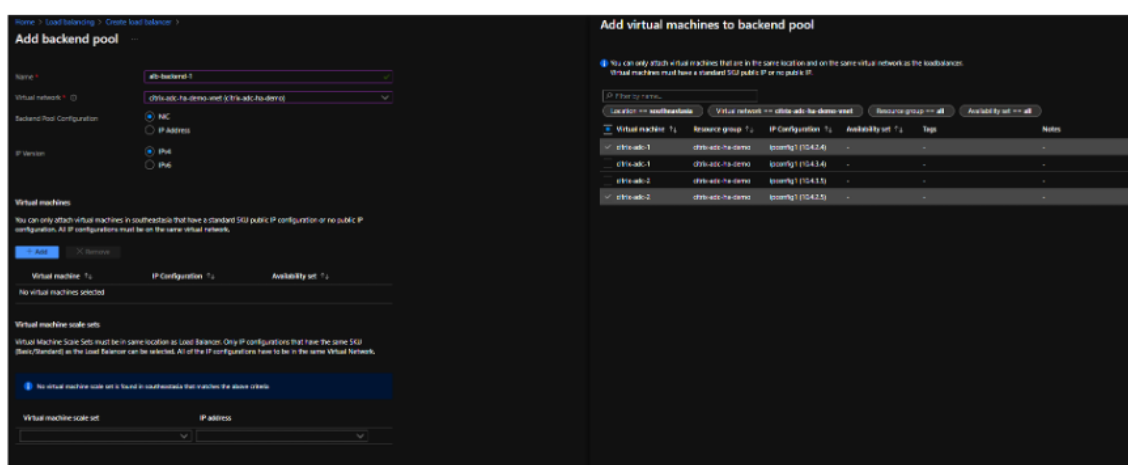 Home > Load balancing > Create load balancer >
Add backend pool ...
Name *
alb-backend-1
Virtual network *
citrix-adc-ha-demo-vnet (citrix-adc-ha-demo)
Backend Pool Configuration
NIC
IP Address
IP Version
IPv4
IPv6
Virtual machines
You can only attach virtual machines in southeastasia that have a standard SKU public IP configuration or no public IP
configuration. All IP configurations must be on the same virtual network.
+ Add
Remove
Virtual machine ↑↓ IP Configuration ↑↓ Availability set ↑↓
No virtual machines selected
Virtual machine scale sets
Virtual Machine Scale Sets must be in same location as Load Balancer. Only IP configurations that have the same SKU
(Basic/Standard) as the Load Balancer can be selected. All of the IP configurations have to be in the same Virtual Network.
No virtual machine scale set is found in southeastasia that matches the above criteria
Virtual machine scale set IP address
Add virtual machines to backend pool
You can only attach virtual machines that are in the same location and on the same virtual network as the loadbalancer.
Virtual machines must have a standard SKU public IP or no public IP.
Filter by name...
Location == southeastasia Virtual network == citrix-adc-ha-demo-vnet Resource group == all Availability set == all
Virtual machine ↑↓ Resource group ↑↓ IP Configuration ↑↓ Availability set ↑↓ Tags Notes
citrix-adc-1 citrix-adc-ha-demo ipconfig1 (10.4.2.4) - - -
citrix-adc-1 citrix-adc-ha-demo ipconfig1 (10.4.3.4) - - -
citrix-adc-2 citrix-adc-ha-demo ipconfig1 (10.4.3.5) - - -
citrix-adc-2 citrix-adc-ha-demo ipconfig1 (10.4.2.5) - - -